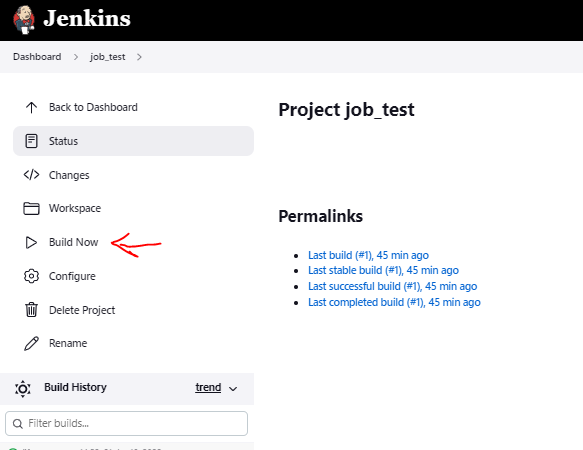 Jenkins
Dashboard > job_test >
Back to Dashboard
Status
Changes
Workspace
Build Now
Configure
Delete Project
Rename
Build History trend
Filter builds...
Project job_test
Permalinks
Last build (#1), 45 min ago
Last stable build (#1), 45 min ago
Last successful build (#1), 45 min ago
Last completed build (#1), 45 min ago